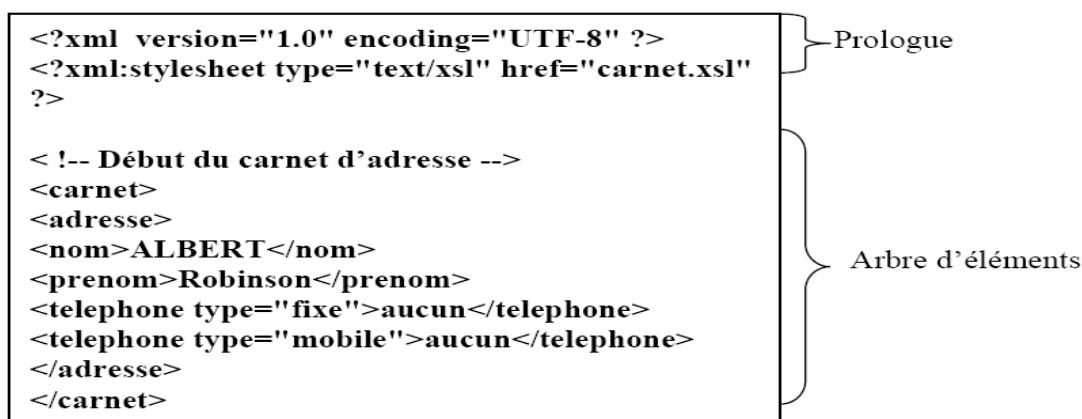 <?xml version="1.0" encoding="UTF-8" ?>
Prologue
<?xml:stylesheet type="text/xsl" href="carnet.xsl"
?>
< !-- Début du carnet d’adresse -->
<carnet>
<adresse>
<nom>ALBERT</nom>
<prenom>Robinson</prenom>
Arbre d’éléments
<telephone type="fixe">aucun</telephone>
<telephone type="mobile">aucun</telephone>
</adresse>
</carnet>